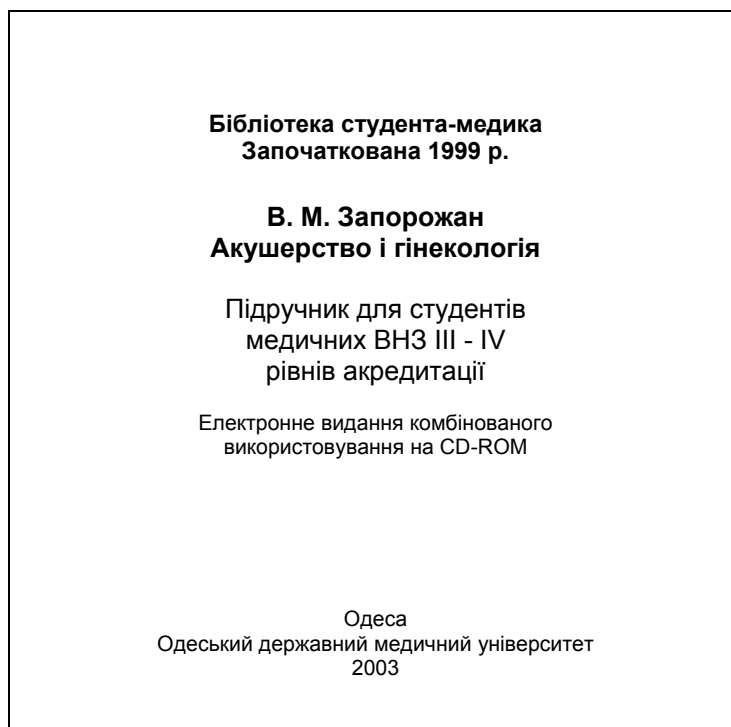 Бібліотека студента-медика
Започаткована 1999 р.
В. М. Запорожан
Акушерство і гінекологія
Підручник для студентів
медичних ВНЗ III - IV
рівнів акредитації
Електронне видання комбінованого
використовування на CD-ROM
Одеса
Одеський державний медичний університет
2003